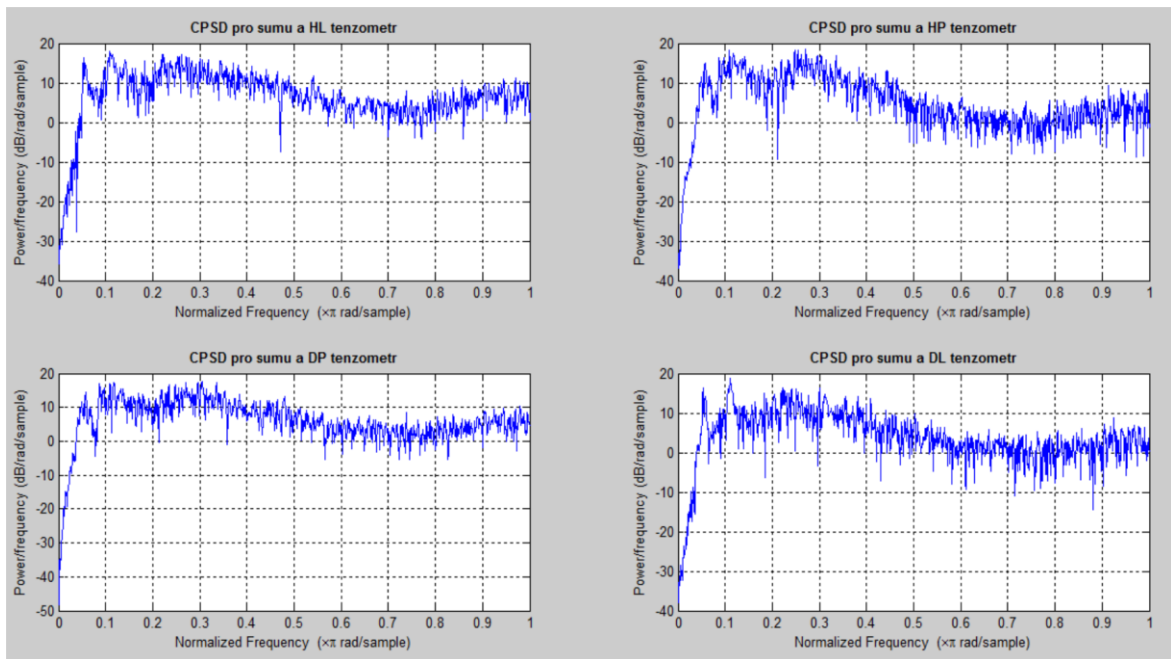 CPSD pro sumu a HL tenzometr
20
10
0
-10
-20
-30
-40
Power/frequency (dB/rad/sample)
0 0.1 0.2 0.3 0.4 0.5 0.6 0.7 0.8 0.9 1
Normalized Frequency (×π rad/sample)
CPSD pro sumu a HP tenzometr
20
10
0
-10
-20
-30
-40
Power/frequency (dB/rad/sample)
0 0.1 0.2 0.3 0.4 0.5 0.6 0.7 0.8 0.9 1
Normalized Frequency (×π rad/sample)
CPSD pro sumu a DP tenzometr
20
10
0
-10
-20
-30
-40
-50
Power/frequency (dB/rad/sample)
0 0.1 0.2 0.3 0.4 0.5 0.6 0.7 0.8 0.9 1
Normalized Frequency (×π rad/sample)
CPSD pro sumu a DL tenzometr
20
10
0
-10
-20
-30
-40
Power/frequency (dB/rad/sample)
0 0.1 0.2 0.3 0.4 0.5 0.6 0.7 0.8 0.9 1
Normalized Frequency (×π rad/sample)